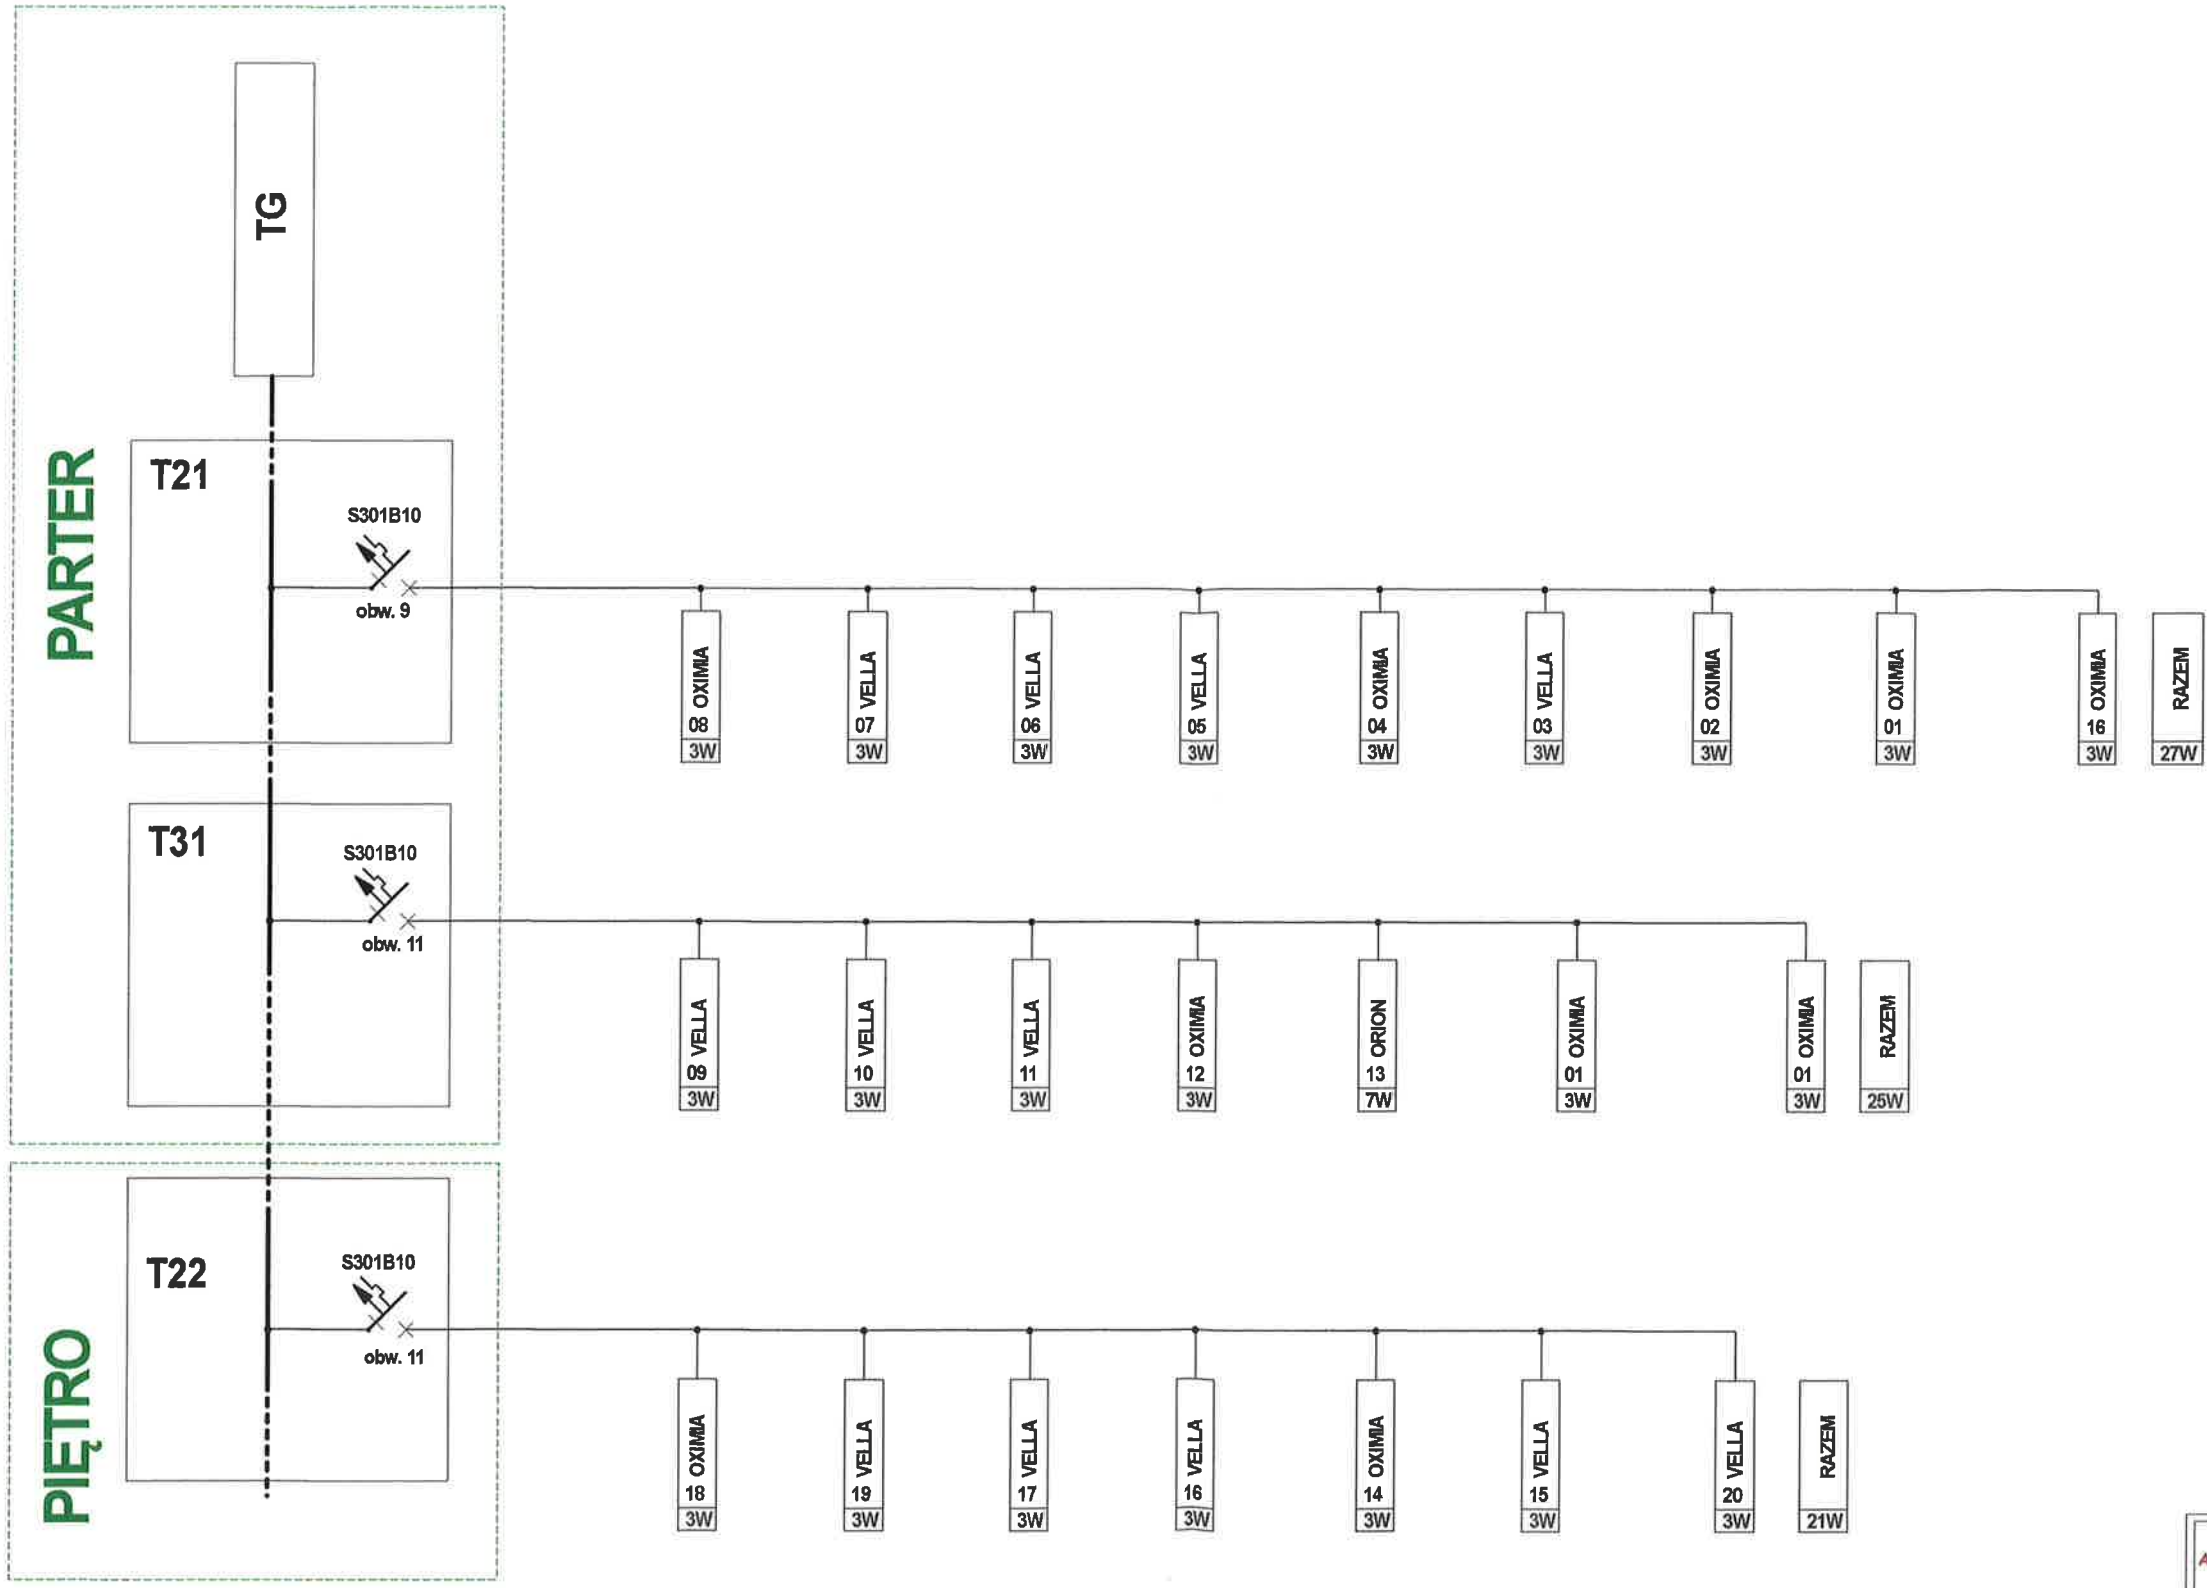 TG
PARTER
T21
S301B10
obw. 9
08 OXIMIA
3W
07 VELLA
3W
06 VELLA
3W
05 VELLA
3W
04 OXIMIA
3W
03 VELLA
3W
02 OXIMIA
3W
01 OXIMIA
3W
16 OXIMIA
3W
RAZEM
27W
T31
S301B10
obw. 11
09 VELLA
3W
10 VELLA
3W
11 VELLA
3W
12 OXIMIA
3W
13 ORION
7W
01 OXIMIA
3W
01 OXIMIA
3W
RAZEM
25W
PIĘTRO
T22
S301B10
obw. 11
18 OXIMIA
3W
19 VELLA
3W
17 VELLA
3W
16 VELLA
3W
14 OXIMIA
3W
15 VELLA
3W
20 VELLA
3W
RAZEM
21W